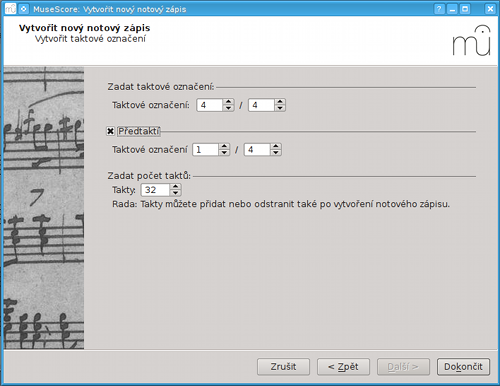 MuseScore: Vytvořit nový notový zápis
Vytvořit nový notový zápis
Vytvořit taktové označení
mu
Zadat taktové označení:
Taktové označení: 4 / 4
Předtaktí
Taktové označení 1 / 4
Zadat počet taktů:
Takty: 32
Rada: Takty můžete přidat nebo odstranit také po vytvoření notového zápisu.
Zrušit < Zpět Další > Dokončit